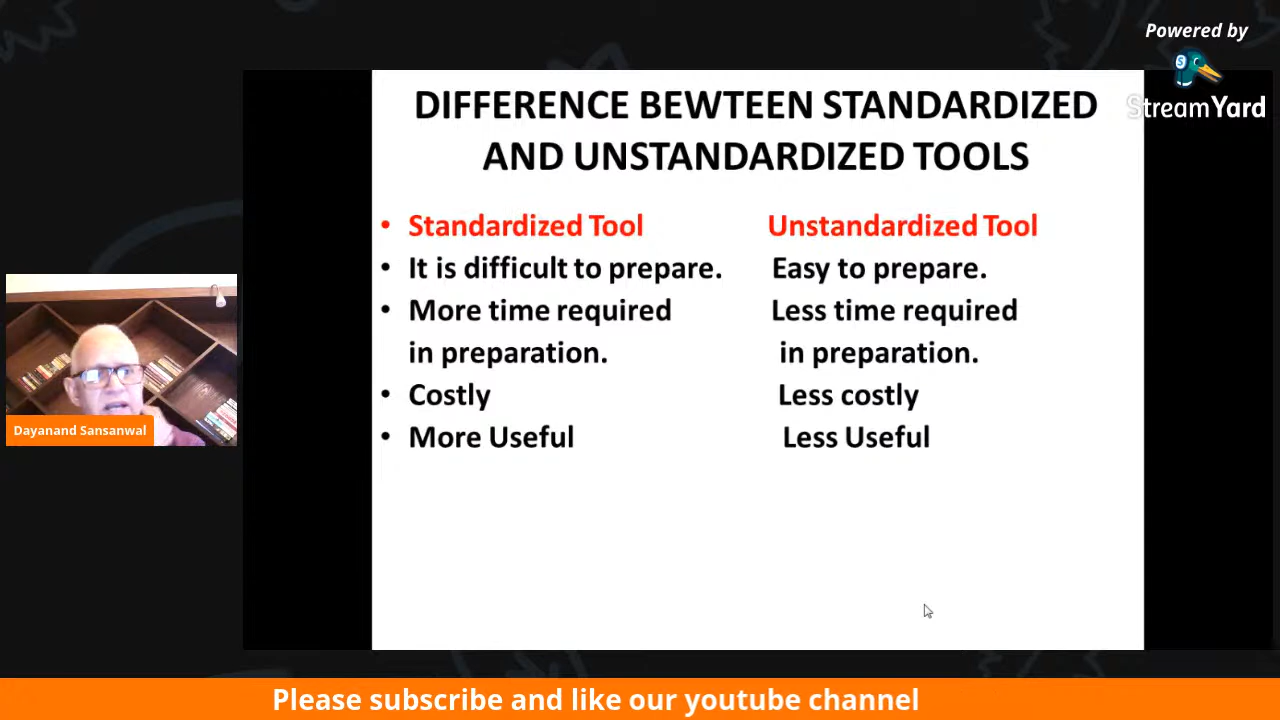 Powered by
StreamYard
DIFFERENCE BEWTEEN STANDARDIZED
AND UNSTANDARDIZED TOOLS
• Standardized Tool Unstandardized Tool
• It is difficult to prepare. Easy to prepare.
• More time required Less time required
in preparation. in preparation.
• Costly Less costly
• More Useful Less Useful
Dayanand Sansanwal
Please subscribe and like our youtube channel